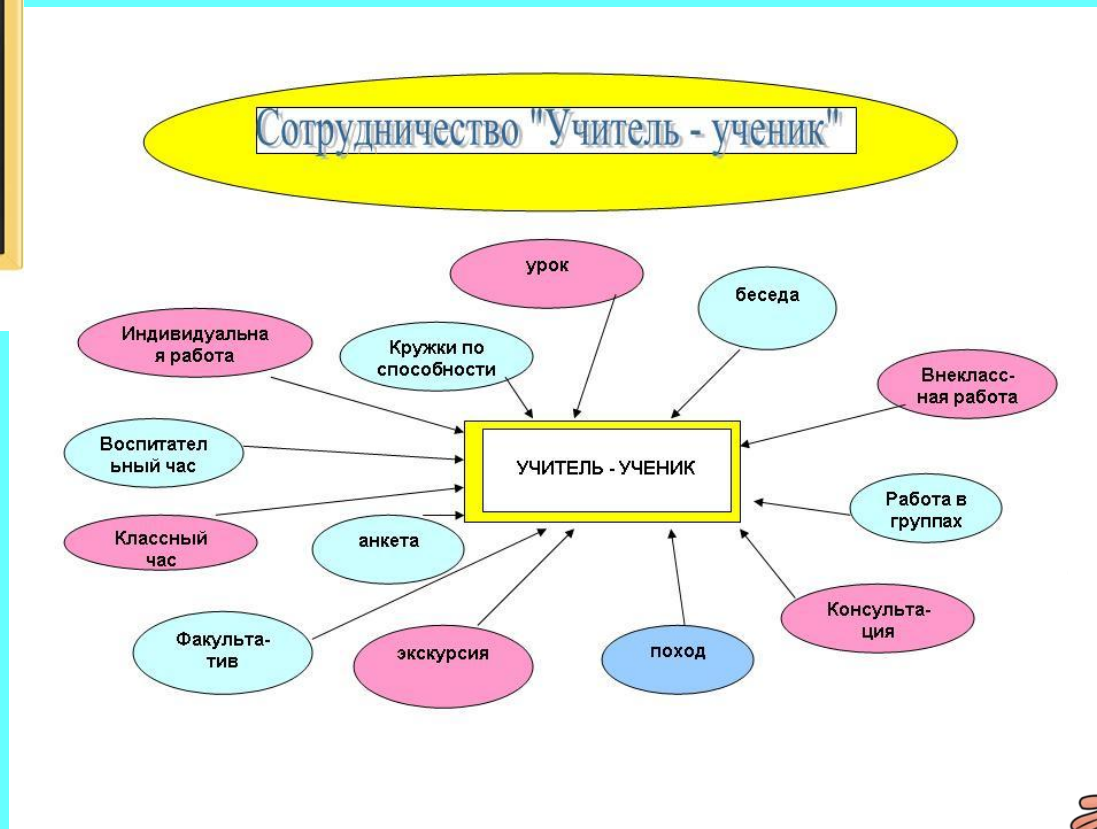 Сотрудничество "Учитель - ученик"
урок
беседа
Индивидуальна
я работа
Кружки по
способности
Внекласс-
ная работа
Воспитател
ьный час
УЧИТЕЛЬ - УЧЕНИК
Работа в
группах
Классный
час
анкета
Консульта-
ция
Факульта-
тив
экскурсия
поход